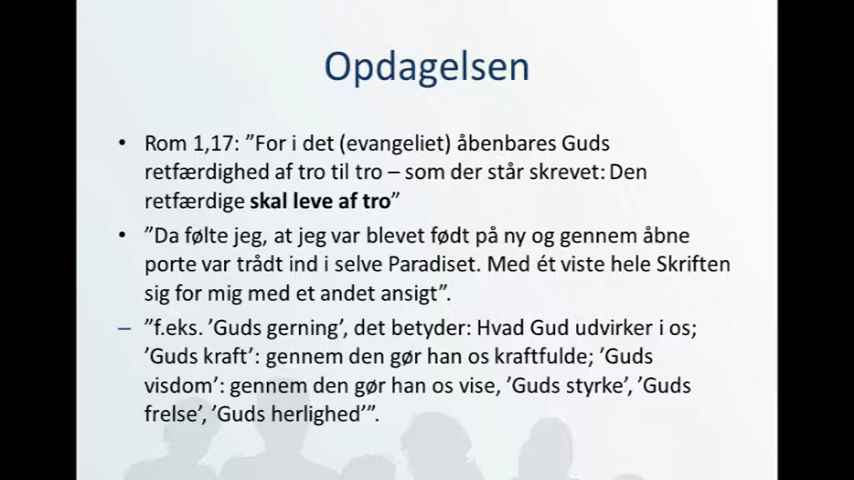 Opdagelsen
• Rom 1,17: ”For i det (evangeliet) åbenbares Guds
retfærdighed af tro til tro – som der står skrevet: Den
retfærdige skal leve af tro”
• ”Da følte jeg, at jeg var blevet født på ny og gennem åbne
porte var trådt ind i selve Paradiset. Med ét viste hele Skriften
sig for mig med et andet ansigt”.
– ”f.eks. ’Guds gerning’, det betyder: Hvad Gud udvirker i os;
’Guds kraft’: gennem den gør han os kraftfulde; ’Guds
visdom’: gennem den gør han os vise, ’Guds styrke’, ’Guds
frelse’, ’Guds herlighed’”.